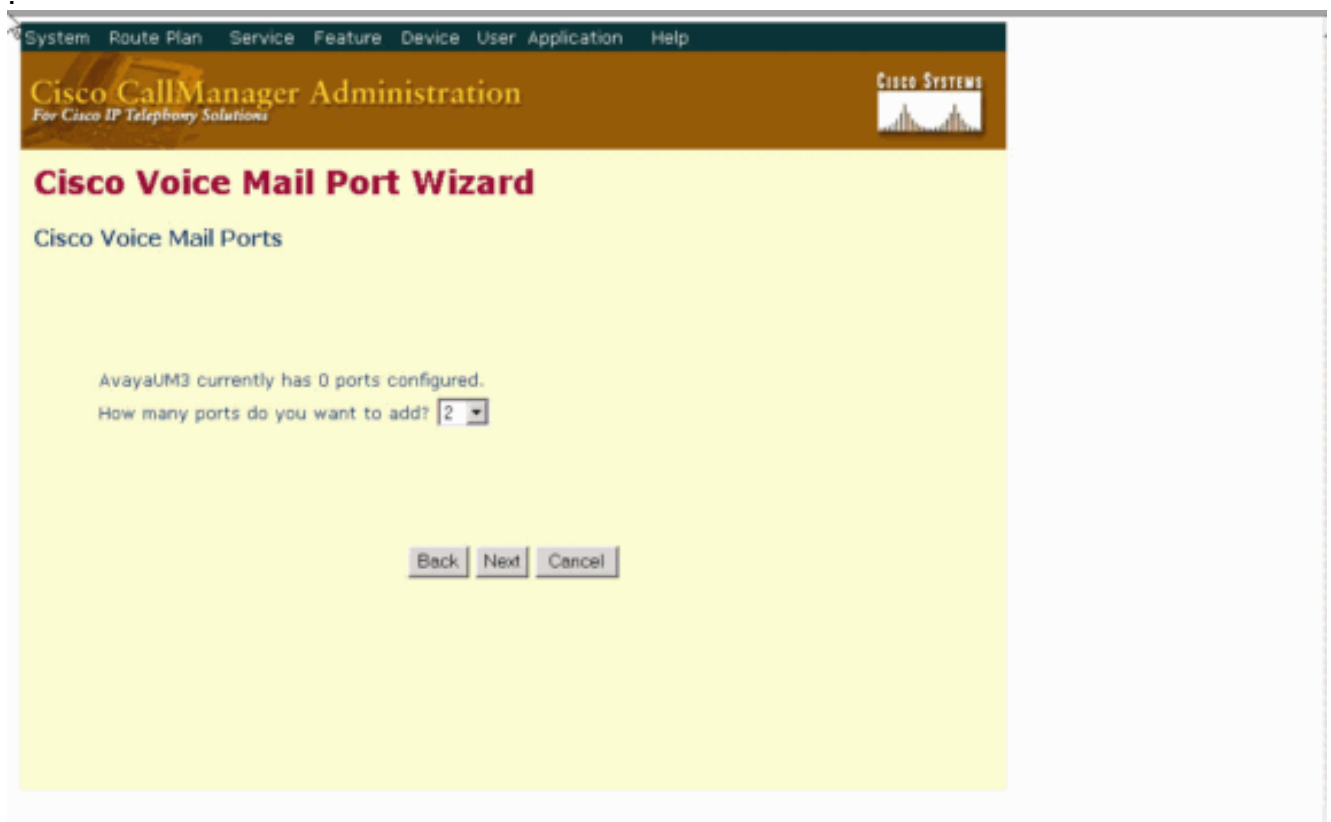 System Route Plan Service Feature Device User Application Help
Cisco CallManager Administration
For Cisco IP Telephony Solutions
CISCO SYSTEMS
Cisco Voice Mail Port Wizard
Cisco Voice Mail Ports
AvayaUM3 currently has 0 ports configured.
How many ports do you want to add? 2
Back Next Cancel